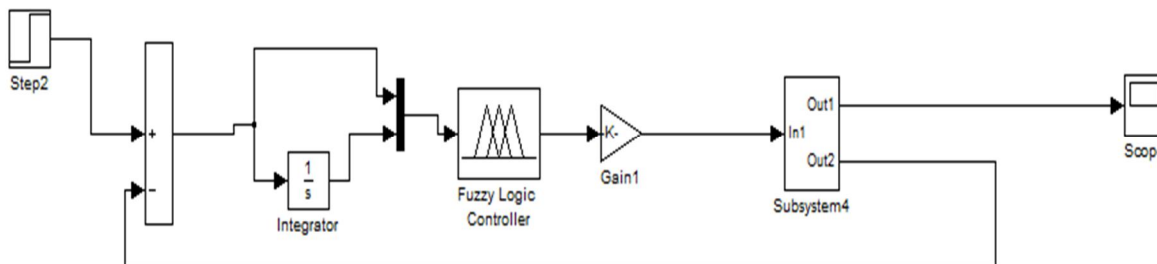 Step2
+
−
1
s
Integrator
Fuzzy Logic
Controller
-K-
Gain1
In1
Out1
Out2
Subsystem4
Scop